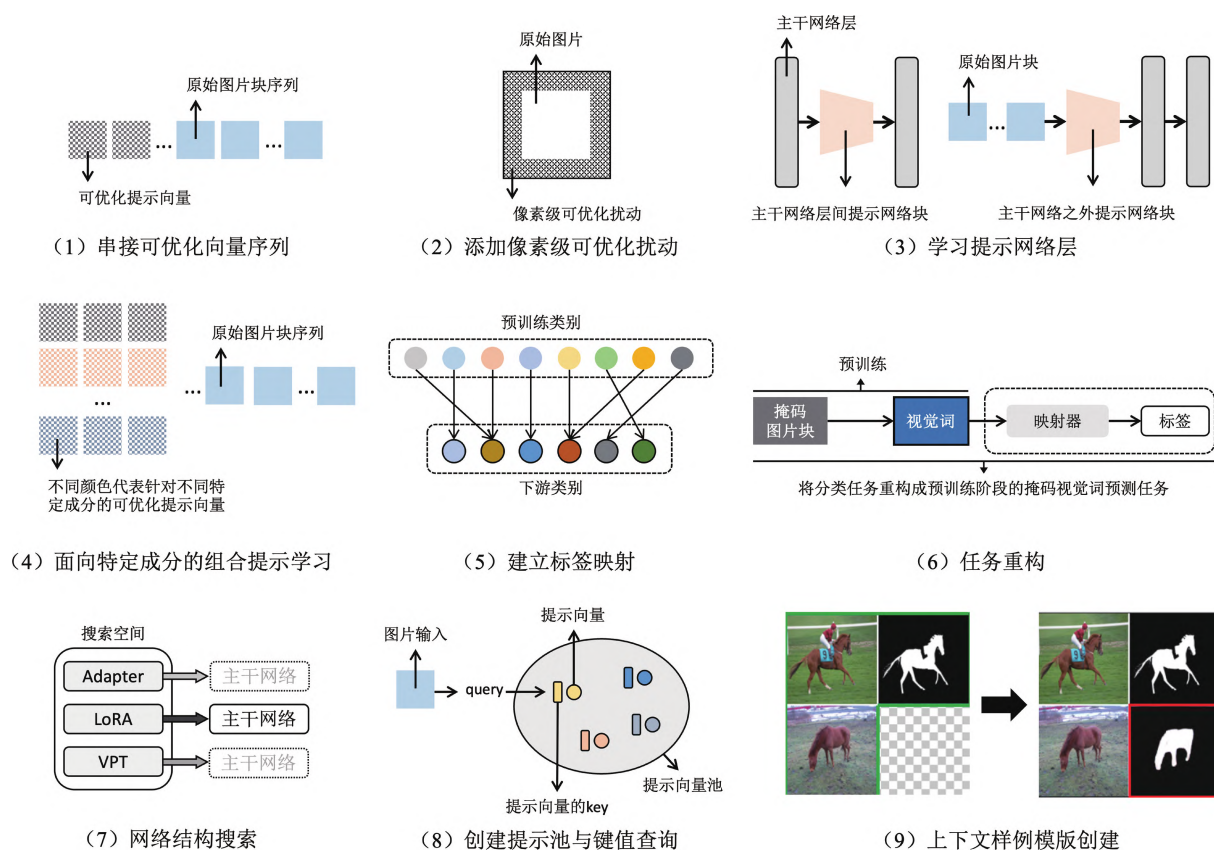 原始图片块序列
...
...
可优化提示向量
（1）串接可优化向量序列
原始图片
像素级可优化扰动
（2）添加像素级可优化扰动
主干网络层
原始图片块
...
主干网络层间提示网络块
主干网络之外提示网络块
（3）学习提示网络层
原始图片块序列
...
...
...
不同颜色代表针对不同特
定成分的可优化提示向量
（4）面向特定成分的组合提示学习
预训练类别
下游类别
（5）建立标签映射
预训练
掩码
图片块
视觉词
映射器
标签
将分类任务重构成预训练阶段的掩码视觉词预测任务
（6）任务重构
搜索空间
Adapter
主干网络
LoRA
主干网络
VPT
主干网络
（7）网络结构搜索
提示向量
图片输入
query
提示向量池
提示向量的key
（8）创建提示池与键值查询
9
9
（9）上下文样例模版创建